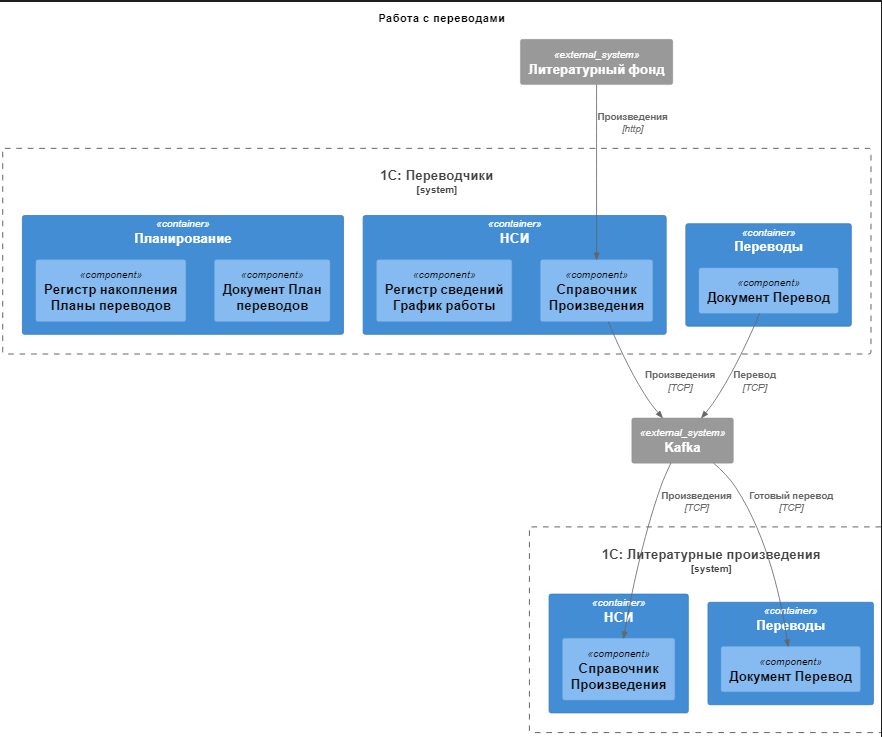 Работа с переводами
«external_system»
Литературный фонд
Произведения
[http]
1С: Переводчики
[system]
«container»
Планирование
«component»
Регистр накопления
Планы переводов
«component»
Документ План
переводов
«container»
НСИ
«component»
Регистр сведений
График работы
«component»
Справочник
Произведения
«container»
Переводы
«component»
Документ Перевод
Произведения
[TCP]
Перевод
[TCP]
«external_system»
Kafka
Произведения
[TCP]
Готовый перевод
[TCP]
1С: Литературные произведения
[system]
«container»
НСИ
«component»
Справочник
Произведения
«container»
Переводы
«component»
Документ Перевод